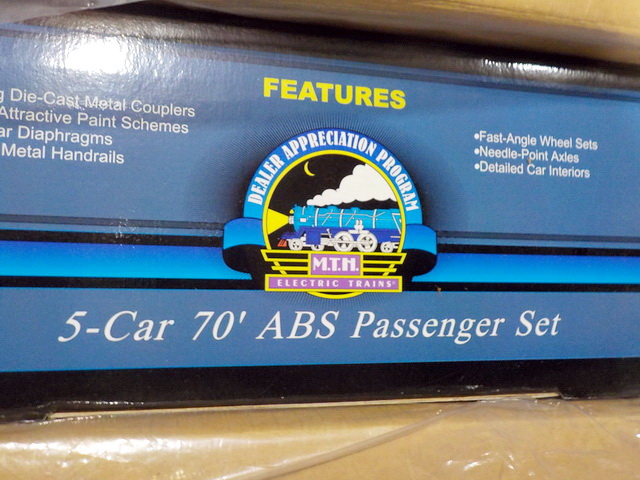 FEATURES
Die-Cast Metal Couplers
Attractive Paint Schemes
Diaphragms
Metal Handrails
•Fast-Angle Wheel Sets
•Needle-Point Axles
•Detailed Car Interiors
DEALER APPRECIATION PROGRAM
M.T.H.
ELECTRIC TRAINS®
5-Car 70' ABS Passenger Set